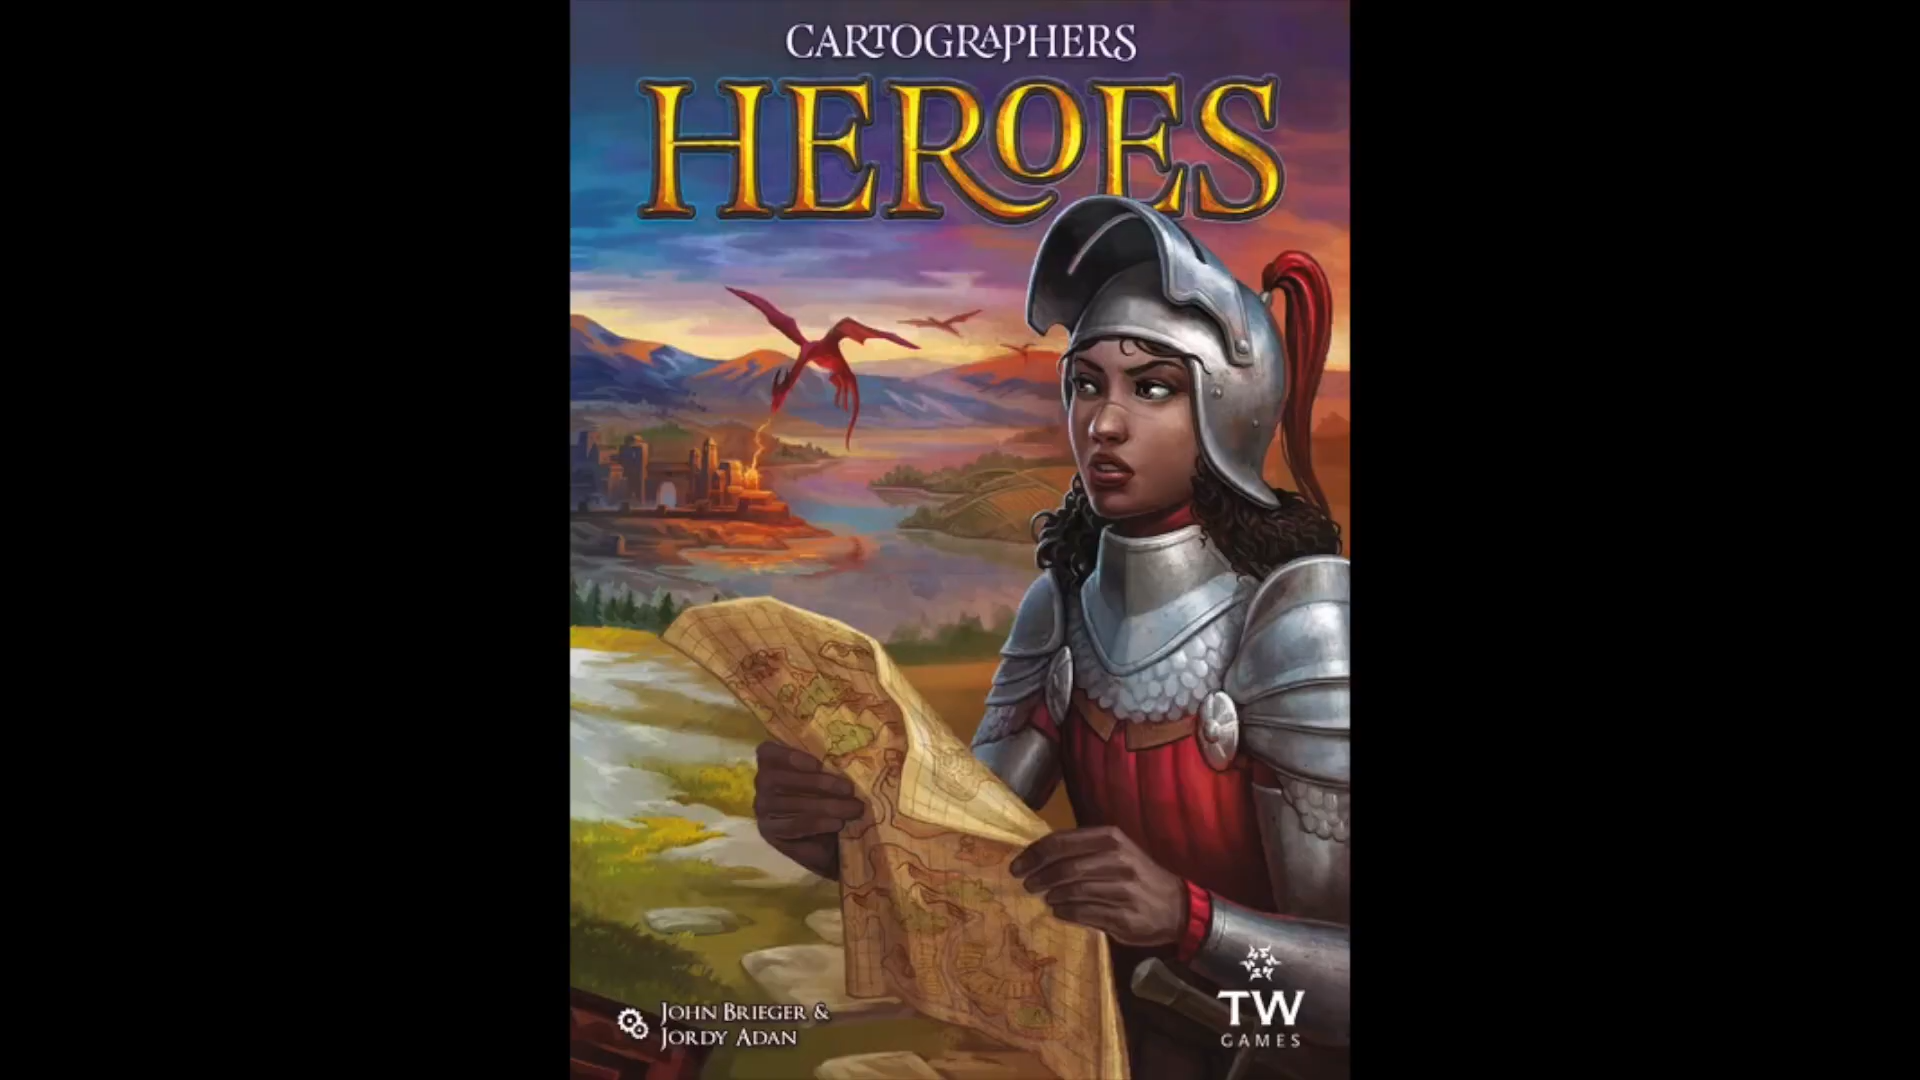 CARTOGRAPHERS
HEROES
JOHN BRIEGER &
JORDY ADAN
TW
GAMES